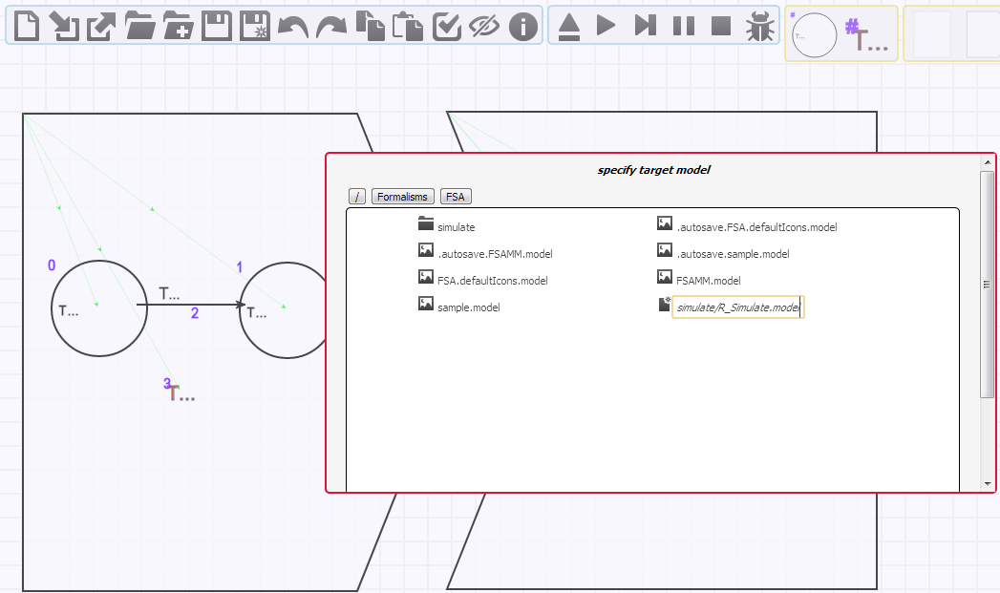 #
T...
#
T...
specify target model
/ Formalisms FSA
simulate
.autosave.FSA.defaultIcons.model
.autosave.FSAMM.model
.autosave.sample.model
FSA.defaultIcons.model
FSAMM.model
sample.model
simulate/R_Simulate.model
0
1
T...
T...
2
T...
3
T...